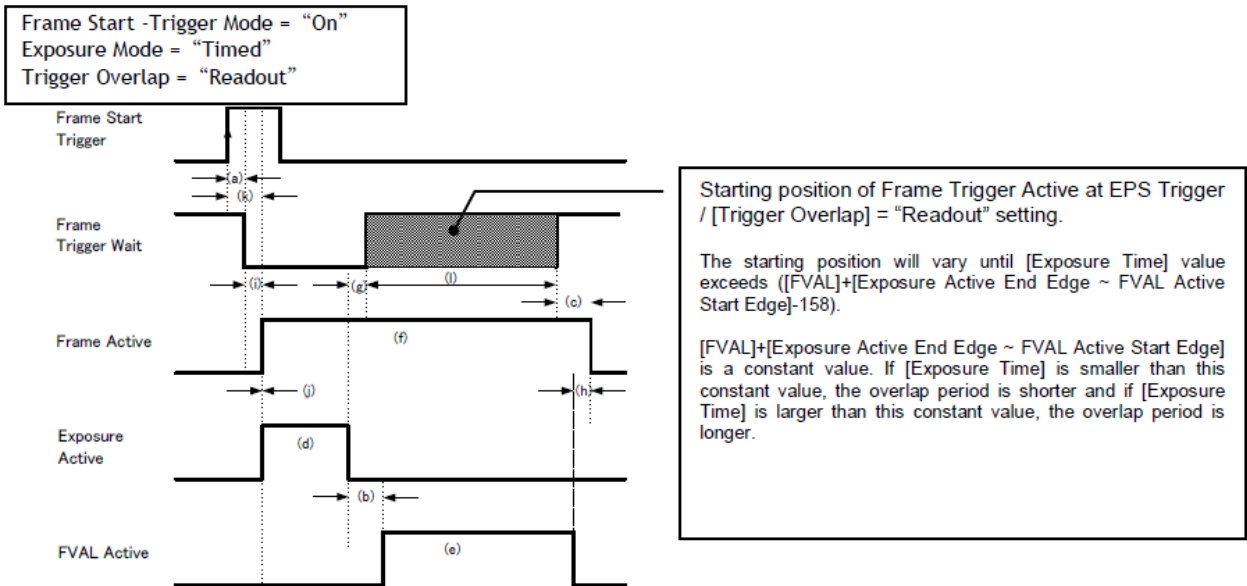 Frame Start -Trigger Mode = “On”
Exposure Mode = “Timed”
Trigger Overlap = “Readout”
Frame Start
Trigger
(a)
(k)
Frame
Trigger Wait
(i)
(g)
(l)
(c)
Frame Active
(f)
(j)
(h)
Exposure
Active
(d)
(b)
FVAL Active
(e)
Starting position of Frame Trigger Active at EPS Trigger
/ [Trigger Overlap] = “Readout” setting.
The starting position will vary until [Exposure Time] value
exceeds ([FVAL]+[Exposure Active End Edge ~ FVAL Active
Start Edge]-158).
[FVAL]+[Exposure Active End Edge ~ FVAL Active Start Edge]
is a constant value. If [Exposure Time] is smaller than this
constant value, the overlap period is shorter and if [Exposure
Time] is larger than this constant value, the overlap period is
longer.